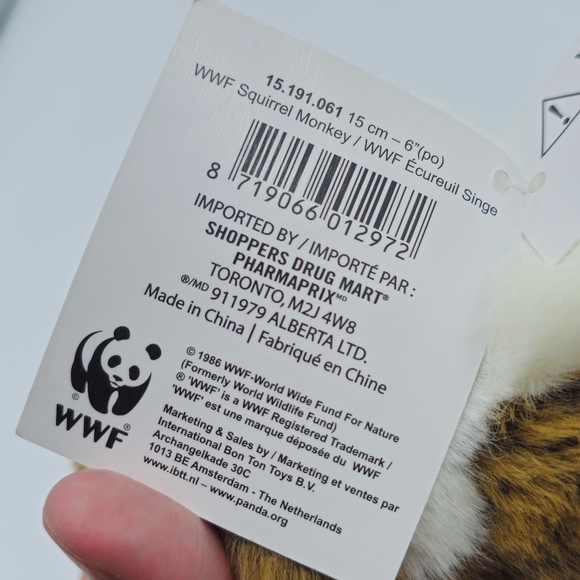 15.191.061 15 cm – 6"(po)
WWF Squirrel Monkey / WWF Écureuil Singe
8 719066 012972
IMPORTED BY / IMPORTÉ PAR :
SHOPPERS DRUG MART®
PHARMAPRIX MD
TORONTO, M2J 4W8
®/MD 911979 ALBERTA LTD.
Made in China | Fabriqué en Chine
© 1986 WWF-World Wide Fund For Nature
(Formerly World Wildlife Fund)
® 'WWF' is a WWF Registered Trademark /
'WWF' est une marque déposée du WWF
Marketing & Sales by / Marketing et ventes par
International Bon Ton Toys B.V.
Archangelkade 30C
1013 BE Amsterdam - The Netherlands
www.ibtt.nl – www.panda.org
©
WWF®